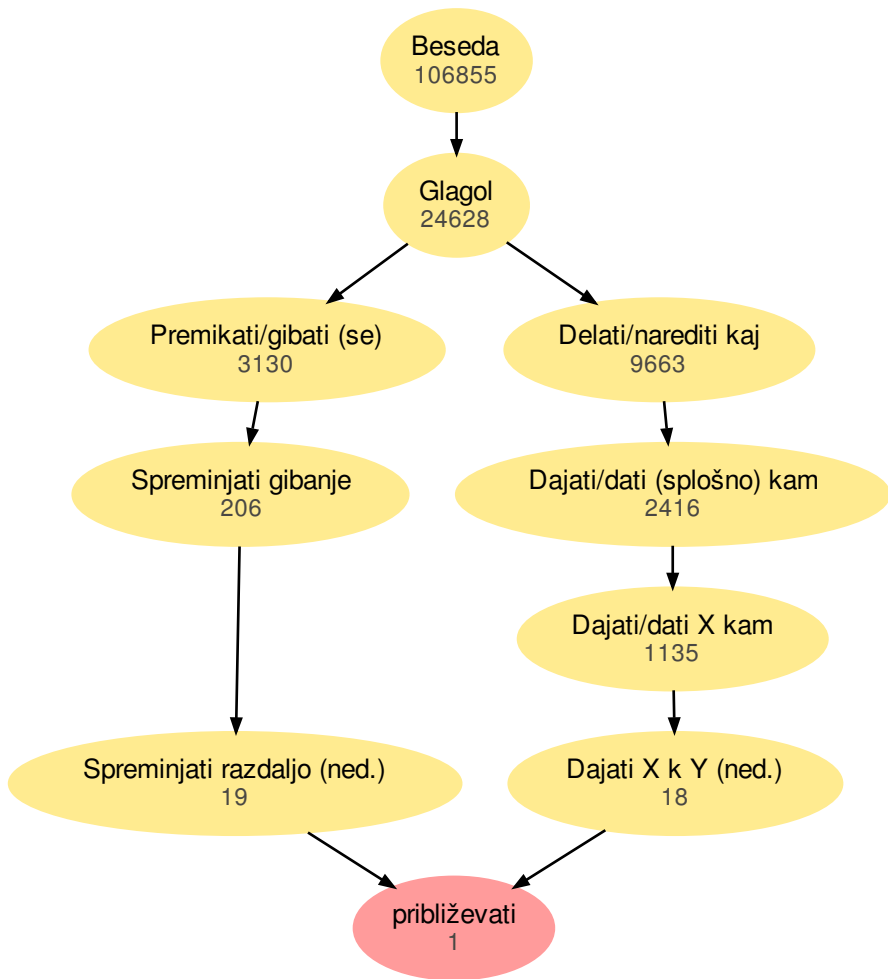 Beseda
106855
Glagol
24628
Premikati/gibati (se)
3130
Delati/narediti kaj
9663
Spreminjati gibanje
206
Dajati/dati (splošno) kam
2416
Dajati/dati X kam
1135
Spreminjati razdaljo (ned.)
19
Dajati X k Y (ned.)
18
približevati
1